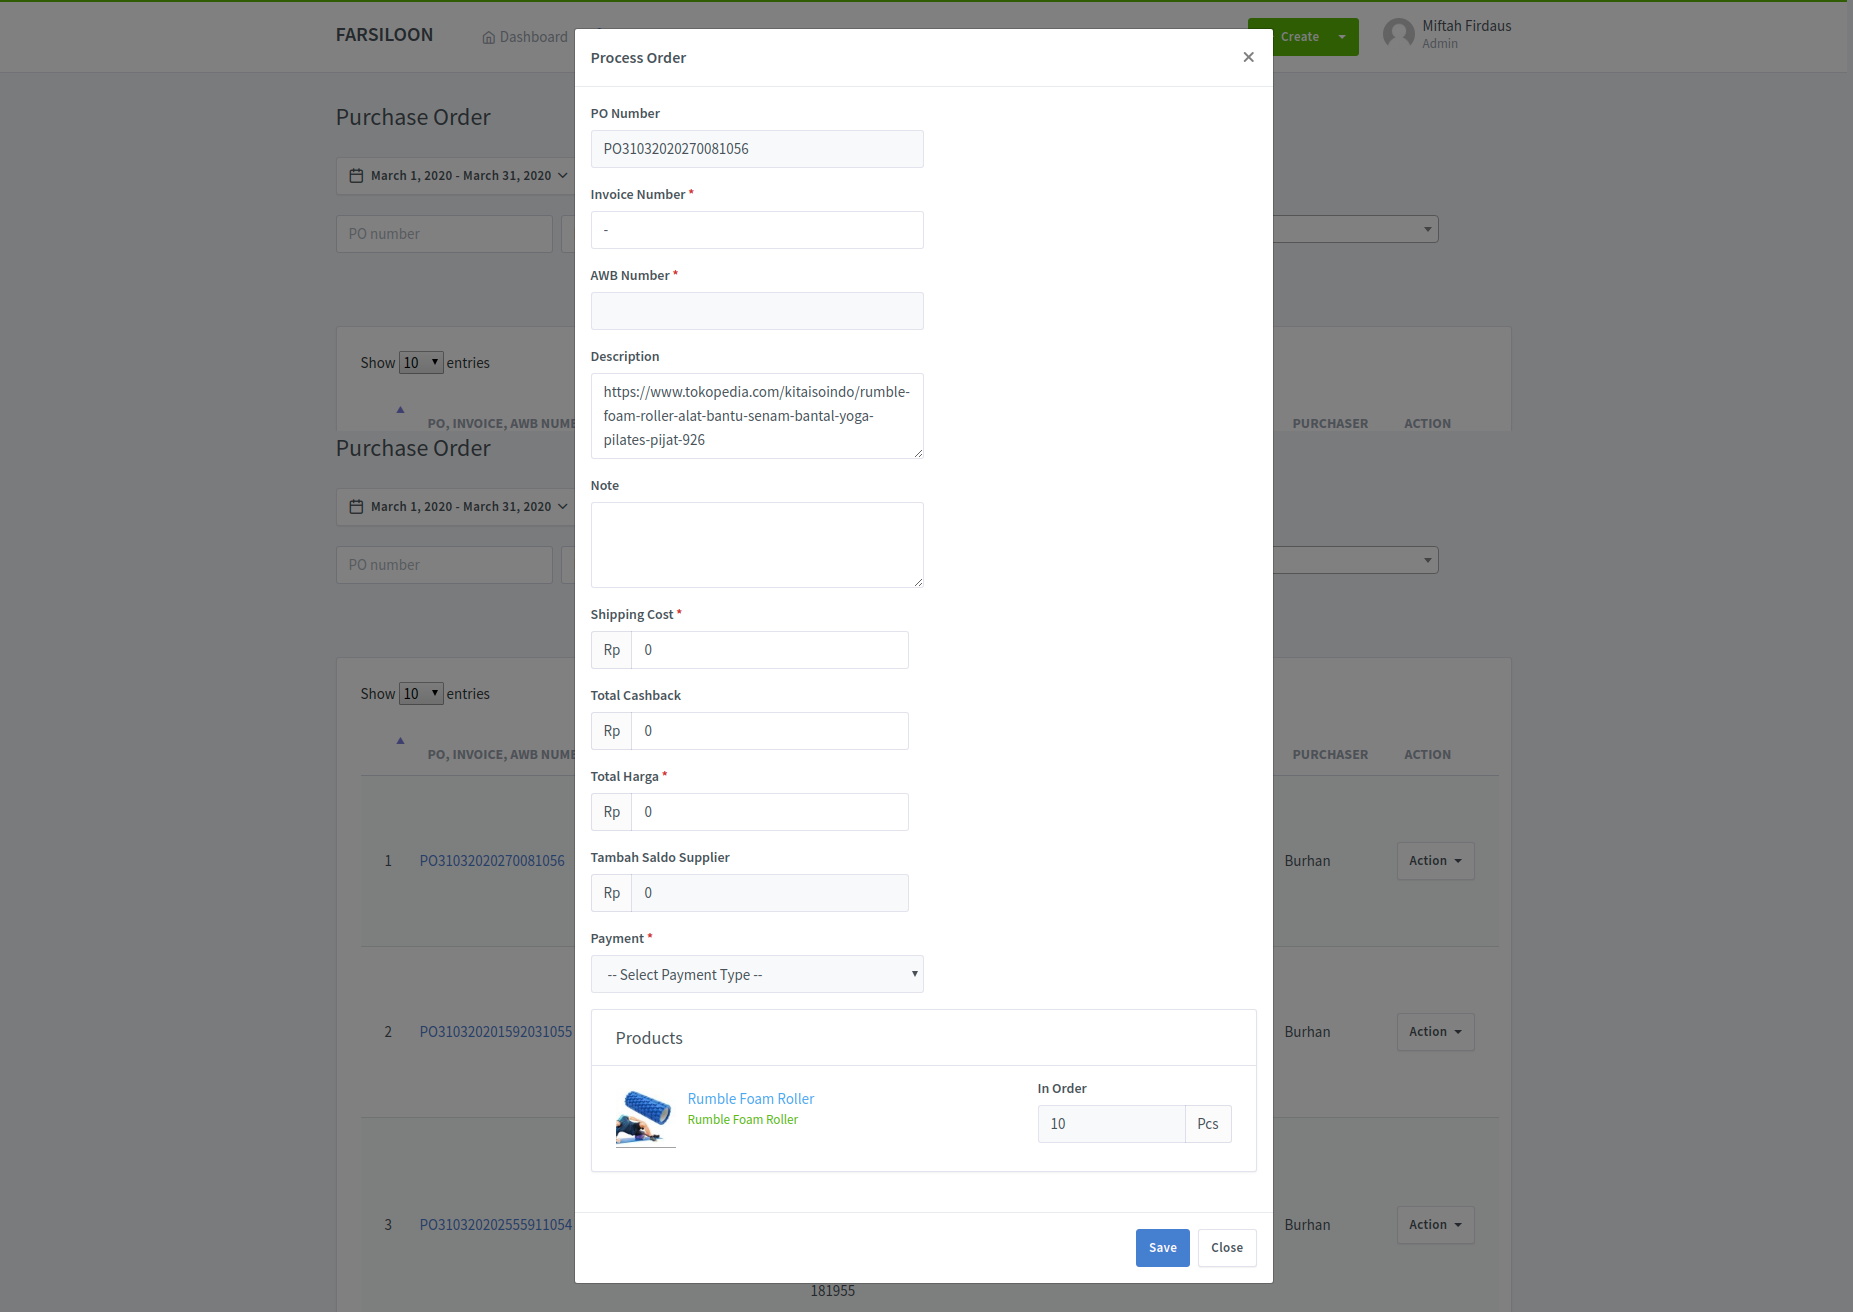 FARSILOON
Dashboard
Create
Miftah Firdaus
Admin
Purchase Order
March 1, 2020 - March 31, 2020
PO number
Show 10 entries
PO, INVOICE, AWB NUMB
PURCHASER
ACTION
Purchase Order
March 1, 2020 - March 31, 2020
PO number
Show 10 entries
PO, INVOICE, AWB NUMB
PURCHASER
ACTION
1 PO31032020270081056
Burhan
Action
2 PO310320201592031055
Burhan
Action
3 PO310320202555911054
Burhan
Action
181955
Process Order
×
PO Number
PO31032020270081056
Invoice Number *
-
AWB Number *
Description
https://www.tokopedia.com/kitaisoindo/rumble-
foam-roller-alat-bantu-senam-bantal-yoga-
pilates-pijat-926
Note
Shipping Cost *
Rp 0
Total Cashback
Rp 0
Total Harga *
Rp 0
Tambah Saldo Supplier
Rp 0
Payment *
-- Select Payment Type --
Products
Rumble Foam Roller
Rumble Foam Roller
In Order
10 Pcs
Save
Close